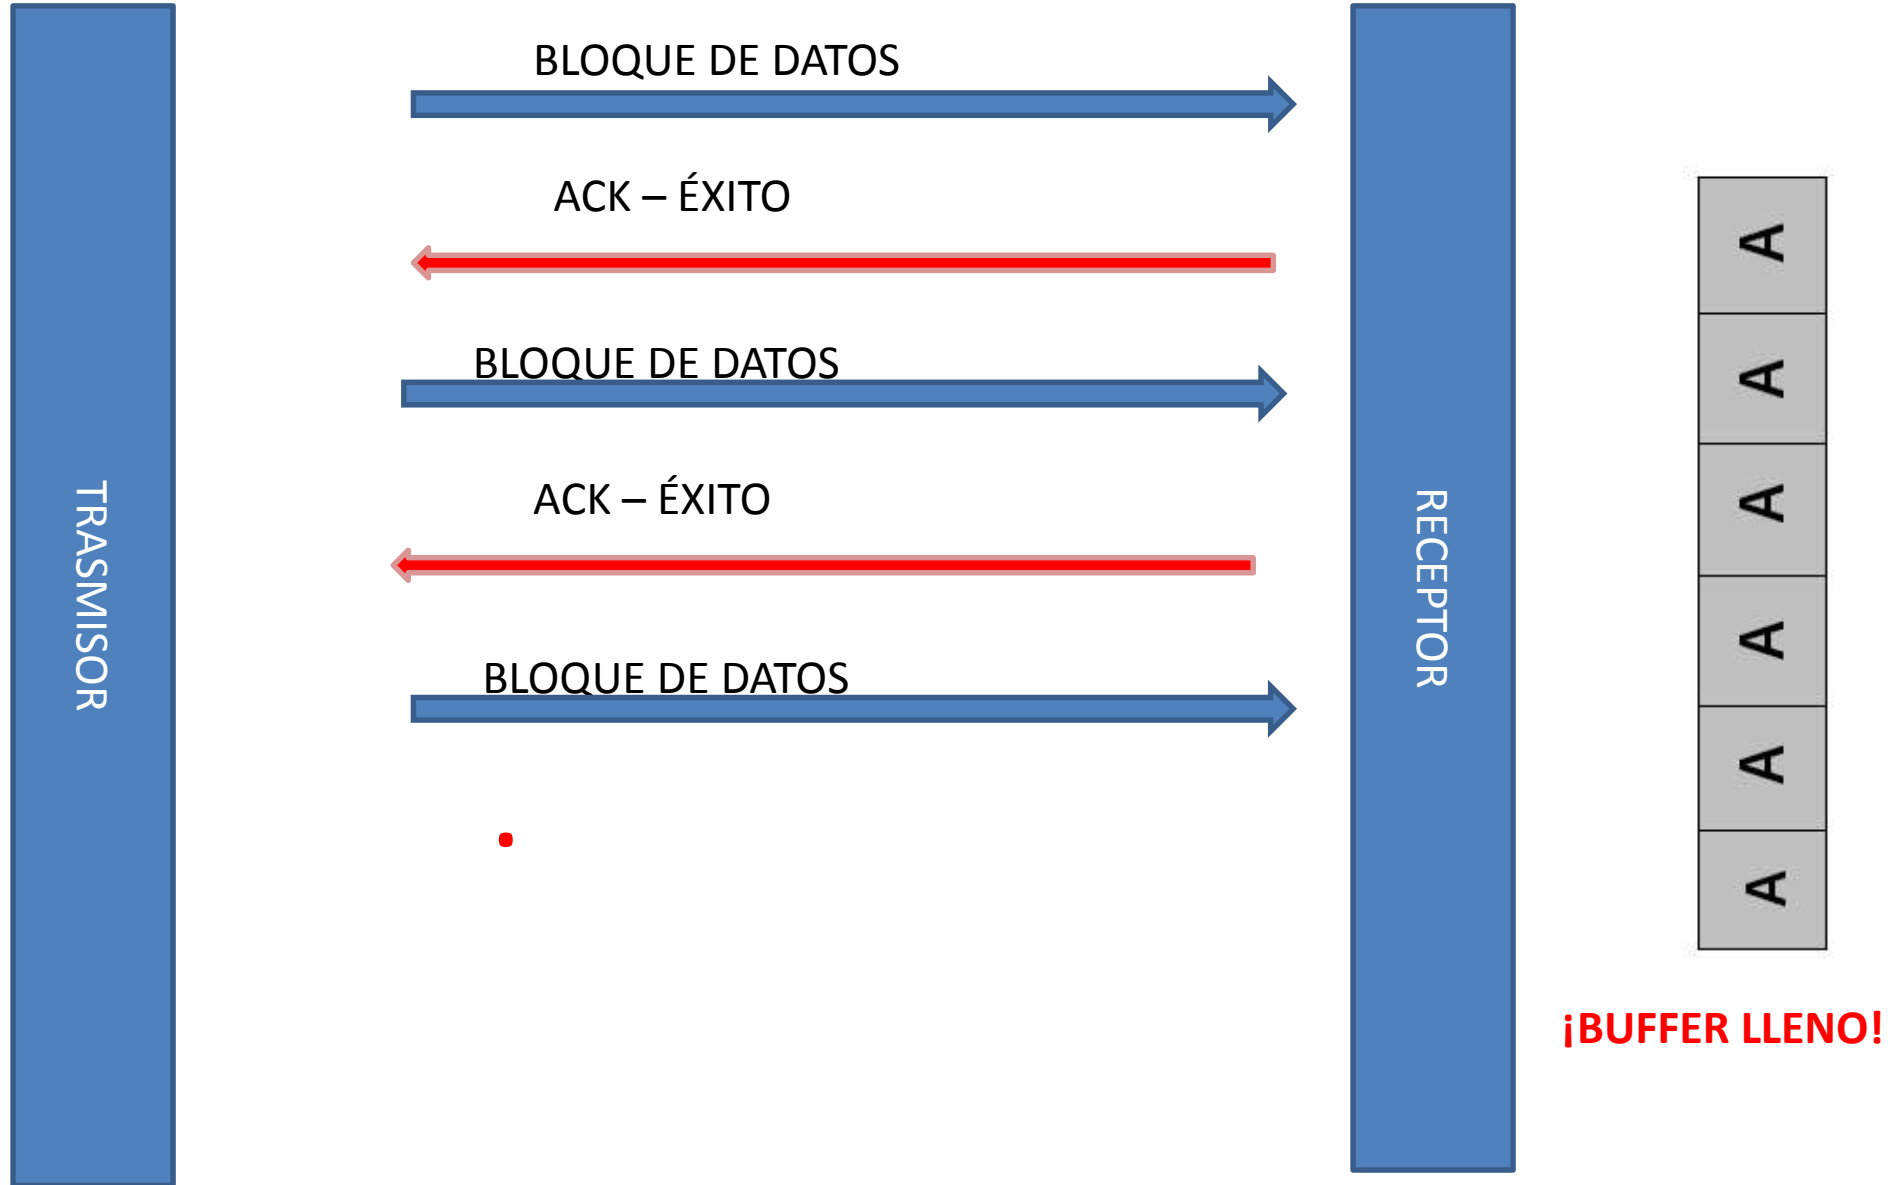 BLOQUE DE DATOS
ACK – ÉXITO
BLOQUE DE DATOS
ACK – ÉXITO
BLOQUE DE DATOS
.
TRASMISOR
RECEPTOR
A
A
A
A
A
A
¡BUFFER LLENO!